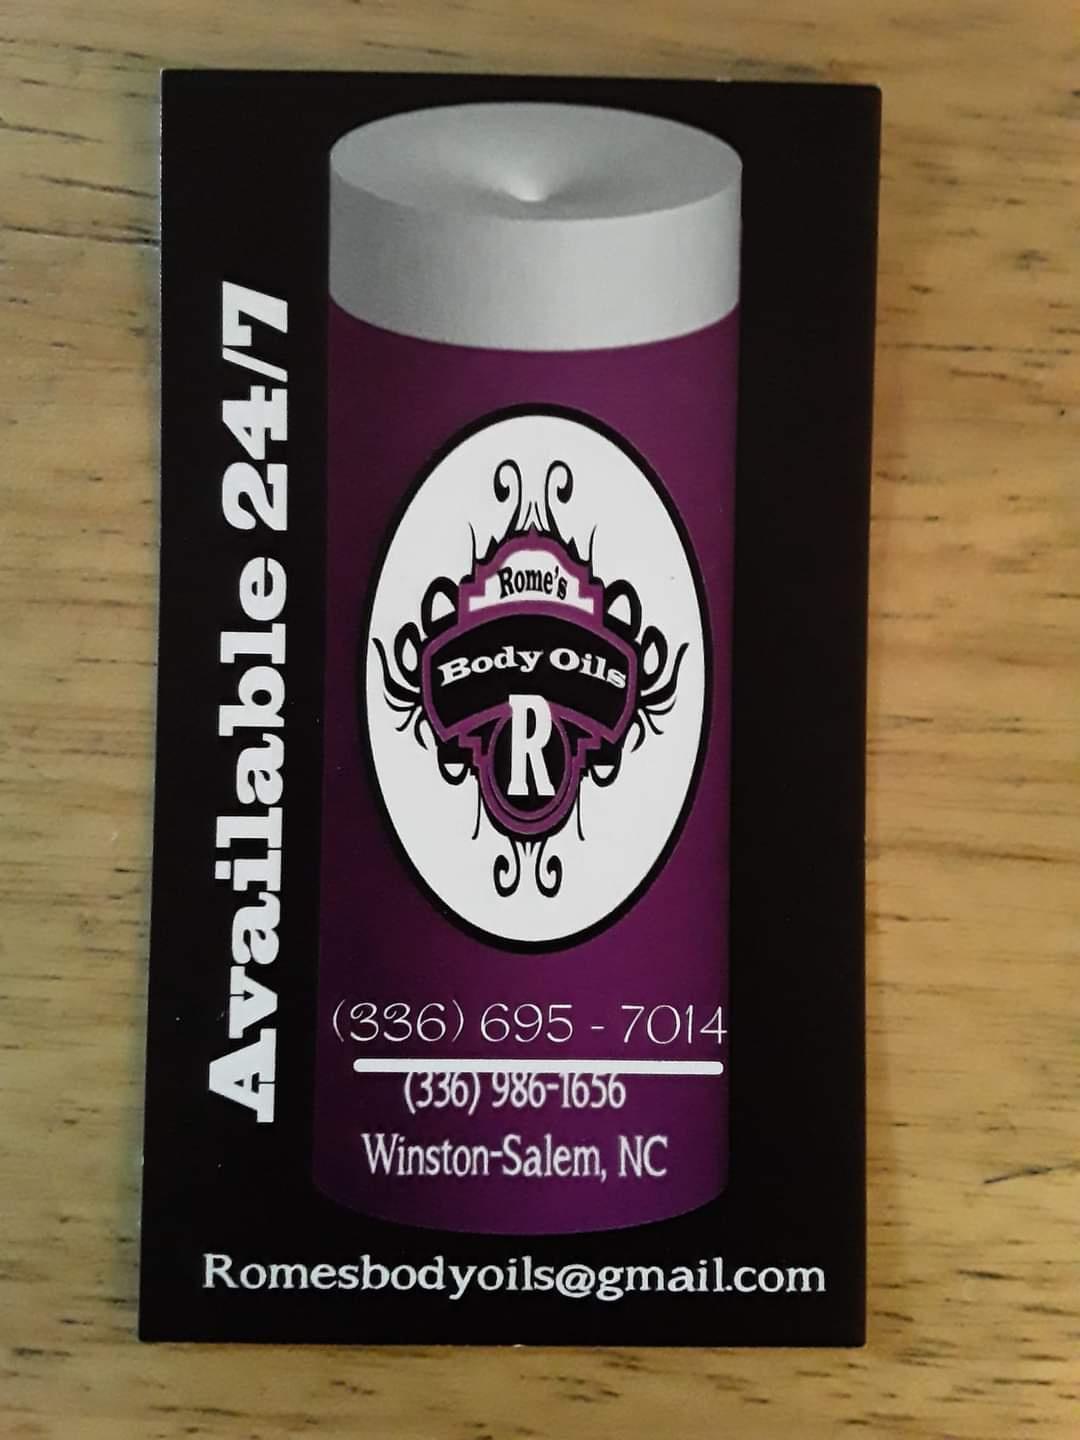 Available 24/7
Rome's
Body Oils
R
(336) 695 - 7014
(336) 986-1656
Winston-Salem, NC
Romesbodyoils@gmail.com